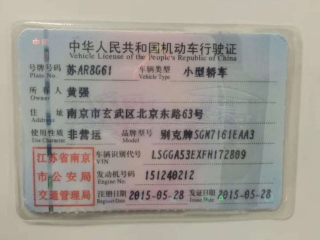 中华人民共和国机动车行驶证
Vehicle License of the People's Republic of China
号牌号码 苏AR8G61 车辆类型 小型轿车
Plate No. Vehicle Type
所有人 黄强
Owner
住址 南京市玄武区北京东路63号
Address
使用性质 非营运 品牌型号 别克牌SGM7161EAA3
江苏省南京市公安局交通管理局
车辆识别代号 LSGGA53EXFH172809
VIN
发动机号码 151240212
Engine No.
注册日期 2015-05-28 发证日期 2015-05-28